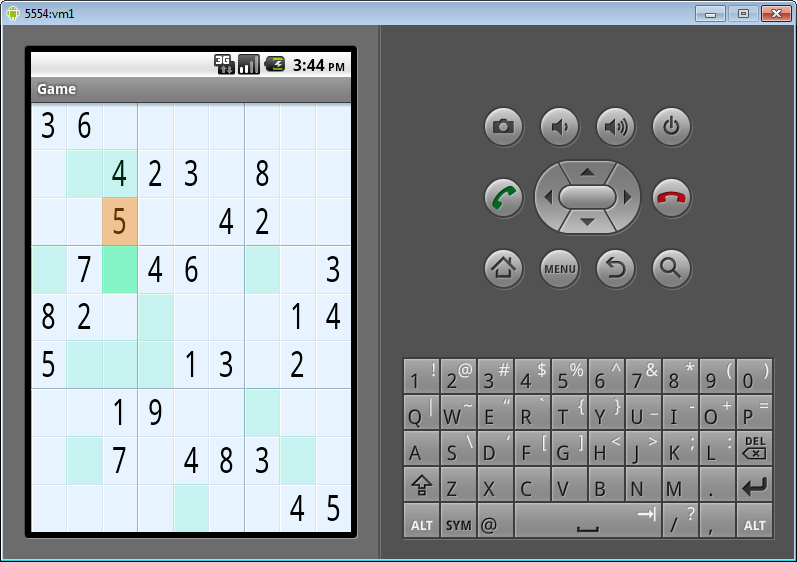 5554:vm1
3G 3:44 PM
Game
3 6
4 2 3 8
5 4 2
7 4 6 3
8 2 1 4
5 1 3 2
1 9
7 4 8 3
4 5
MENU
1 ! 2 @ 3 # 4 $ 5 % 6 ^ 7 & 8 * 9 ( 0 )
Q | W ~ E " R ` T { Y } U _ I - O + P =
A S \ D ' F [ G ] H < J > K ; L : DEL
Z X C V B N M .
ALT SYM @ / ? , ALT